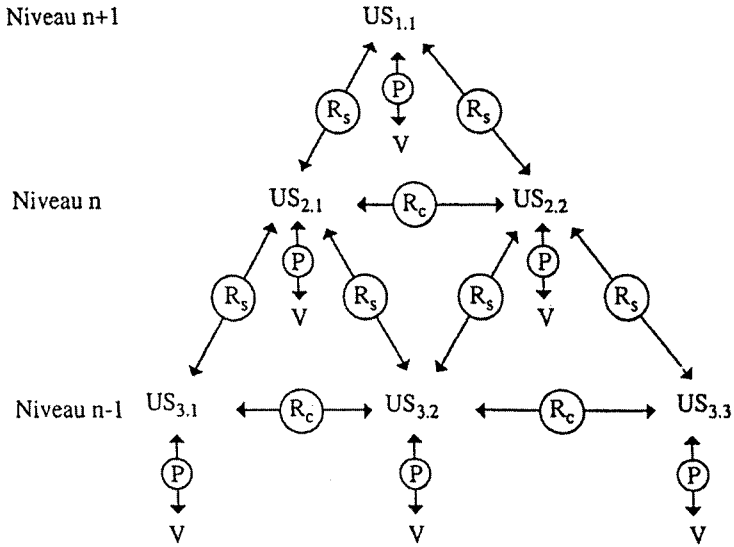 Niveau n+1 US1.1
P
Rs Rs
V
Niveau n US2.1 Rc US2.2
P P
Rs Rs Rs Rs
V V
Niveau n-1 US3.1 Rc US3.2 Rc US3.3
P P P
V V V